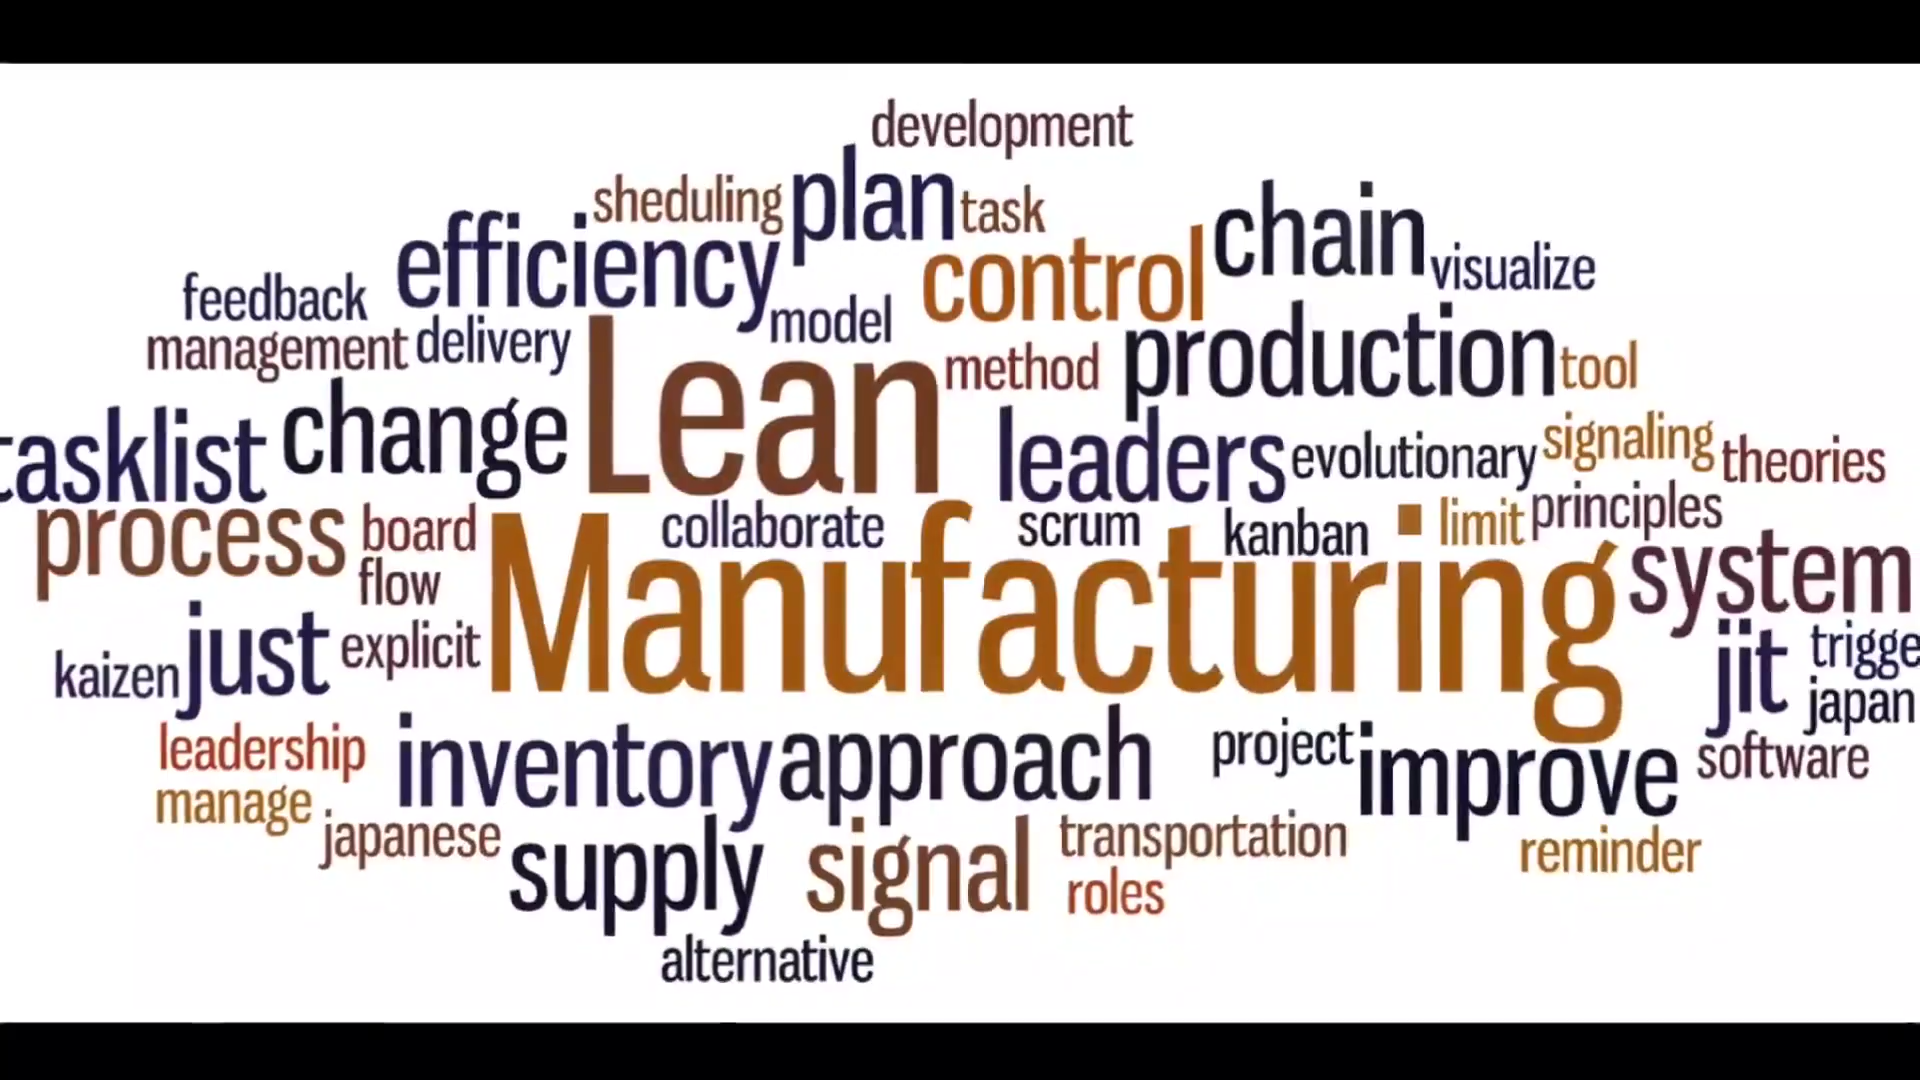 development
sheduling plan task
efficiency control chain visualize
feedback model
management delivery Lean method production tool
tasklist change leaders evolutionary signaling theories
process board collaborate scrum kanban limit principles
flow Manufacturing system
kaizen just explicit jit trigge
japan
leadership inventory approach project improve software
manage japanese supply signal transportation reminder
roles
alternative